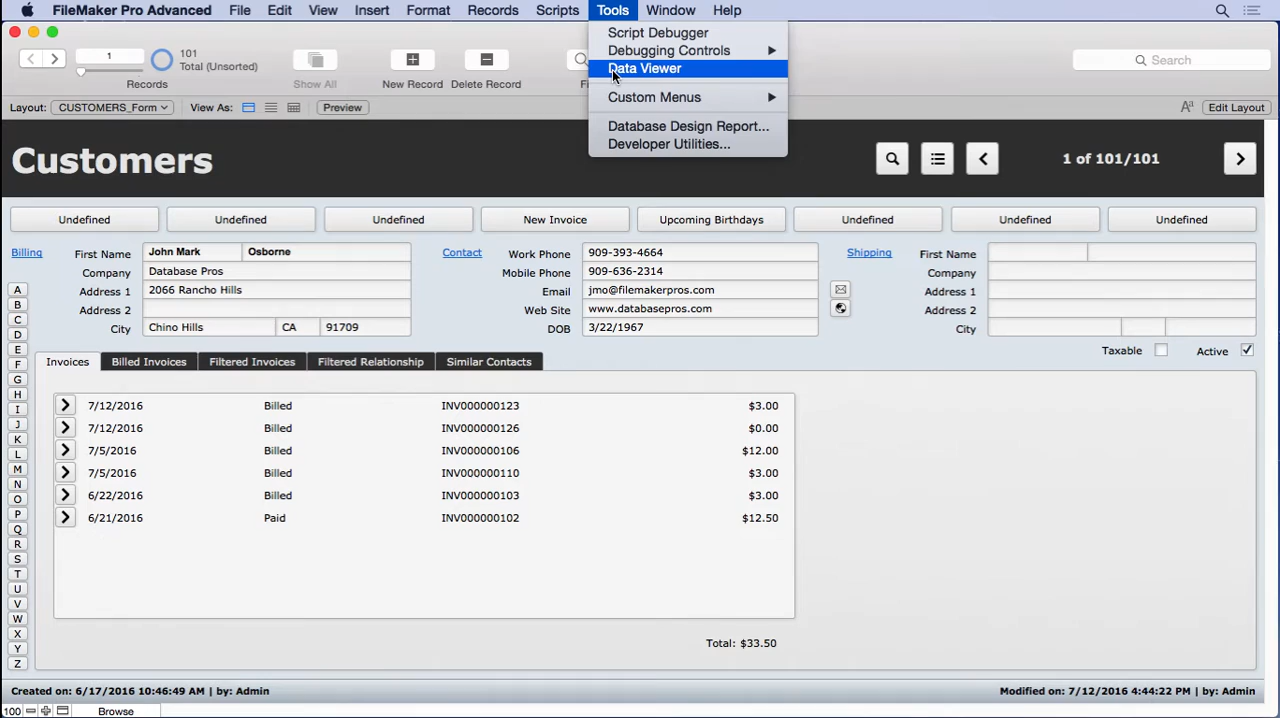 FileMaker Pro Advanced File Edit View Insert Format Records Scripts Tools Window Help
Script Debugger
Debugging Controls
Data Viewer
Custom Menus
Database Design Report...
Developer Utilities...
1
101
Total (Unsorted)
Records
Show All
New Record
Delete Record
Fi
Search
Layout: CUSTOMERS_Form View As: Preview Aª Edit Layout
Customers
1 of 101/101
Undefined Undefined Undefined New Invoice Upcoming Birthdays Undefined Undefined Undefined
Billing
First Name John Mark Osborne
Company Database Pros
Address 1 2066 Rancho Hills
Address 2
City Chino Hills CA 91709
Contact
Work Phone 909-393-4664
Mobile Phone 909-636-2314
Email jmo@filemakerpros.com
Web Site www.databasepros.com
DOB 3/22/1967
Shipping
First Name
Company
Address 1
Address 2
City
Taxable Active
A
B
C
D
E
F
G
H
I
J
K
L
M
N
O
P
Q
R
S
T
U
V
W
X
Y
Z
Invoices Billed Invoices Filtered Invoices Filtered Relationship Similar Contacts
7/12/2016 Billed INV000000123 $3.00
7/12/2016 Billed INV000000126 $0.00
7/5/2016 Billed INV000000106 $12.00
7/5/2016 Billed INV000000110 $3.00
6/22/2016 Billed INV000000103 $3.00
6/21/2016 Paid INV000000102 $12.50
Total: $33.50
Created on: 6/17/2016 10:46:49 AM | by: Admin
Modified on: 7/12/2016 4:44:22 PM | by: Admin
100 Browse